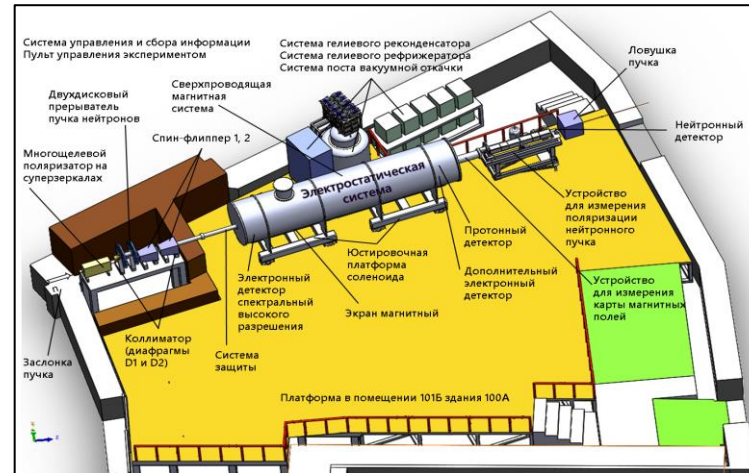 Система управления и сбора информации
Пульт управления экспериментом
Система гелиевого реконденсатора
Система гелиевого рефрижератора
Система поста вакуумной откачки
Ловушка
пучка
Двухдисковый
прерыватель
пучка нейтронов
Сверхпроводящая
магнитная
система
Спин-флиппер 1, 2
Нейтронный
детектор
Многощелевой
поляризатор на
суперзеркалах
Электростатическая
система
Устройство
для измерения
поляризации
нейтронного
пучка
Протонный
детектор
Электронный
детектор
спектральный
высокого
разрешения
Юстировочная
платформа
соленоида
Дополнительный
электронный
детектор
Устройство
для измерения
карты магнитных
полей
Экран магнитный
Коллиматор
(диафрагмы
D1 и D2)
Система
защиты
Заслонка
пучка
Платформа в помещении 101Б здания 100А